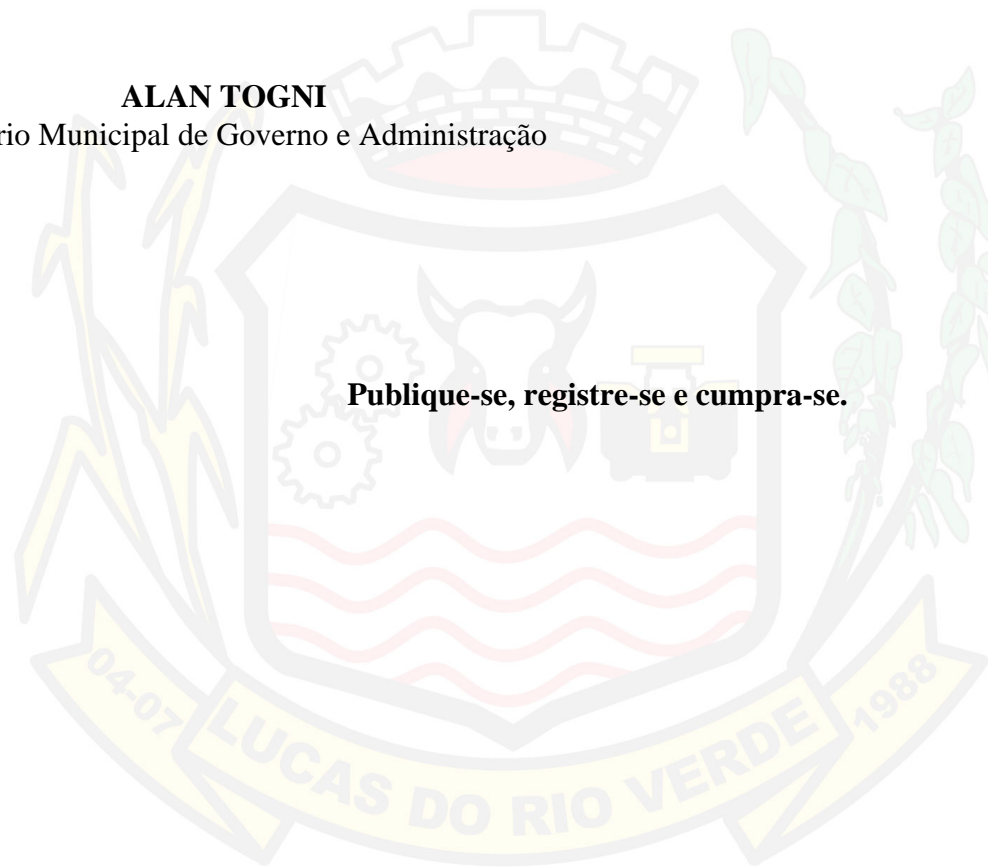 ALAN TOGNI
rio Municipal de Governo e Administração
Publique-se, registre-se e cumpra-se.
04-07 LUCAS DO RIO VERDE 1988